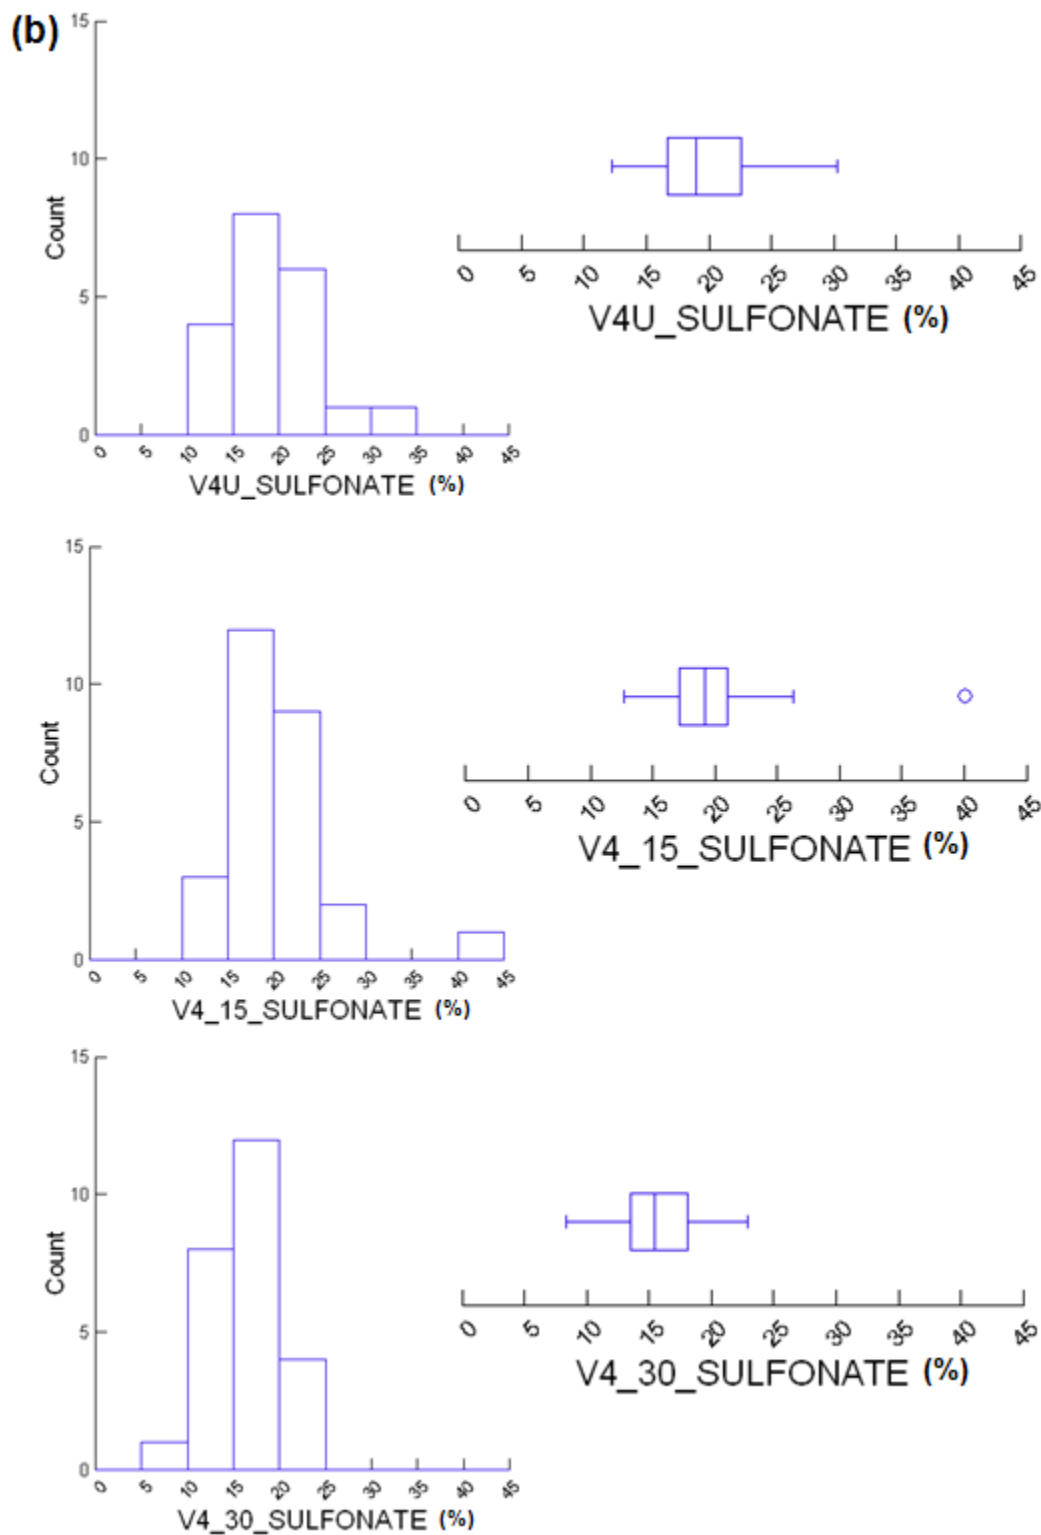 (b)
15
10
5
0
Count
0 5 10 15 20 25 30 35 40 45
V4U_SULFONATE (%)
0 5 10 15 20 25 30 35 40 45
V4U_SULFONATE (%)
15
10
5
0
Count
0 5 10 15 20 25 30 35 40 45
V4_15_SULFONATE (%)
0 5 10 15 20 25 30 35 40 45
V4_15_SULFONATE (%)
15
10
5
0
Count
0 5 10 15 20 25 30 35 40 45
V4_30_SULFONATE (%)
0 5 10 15 20 25 30 35 40 45
V4_30_SULFONATE (%)